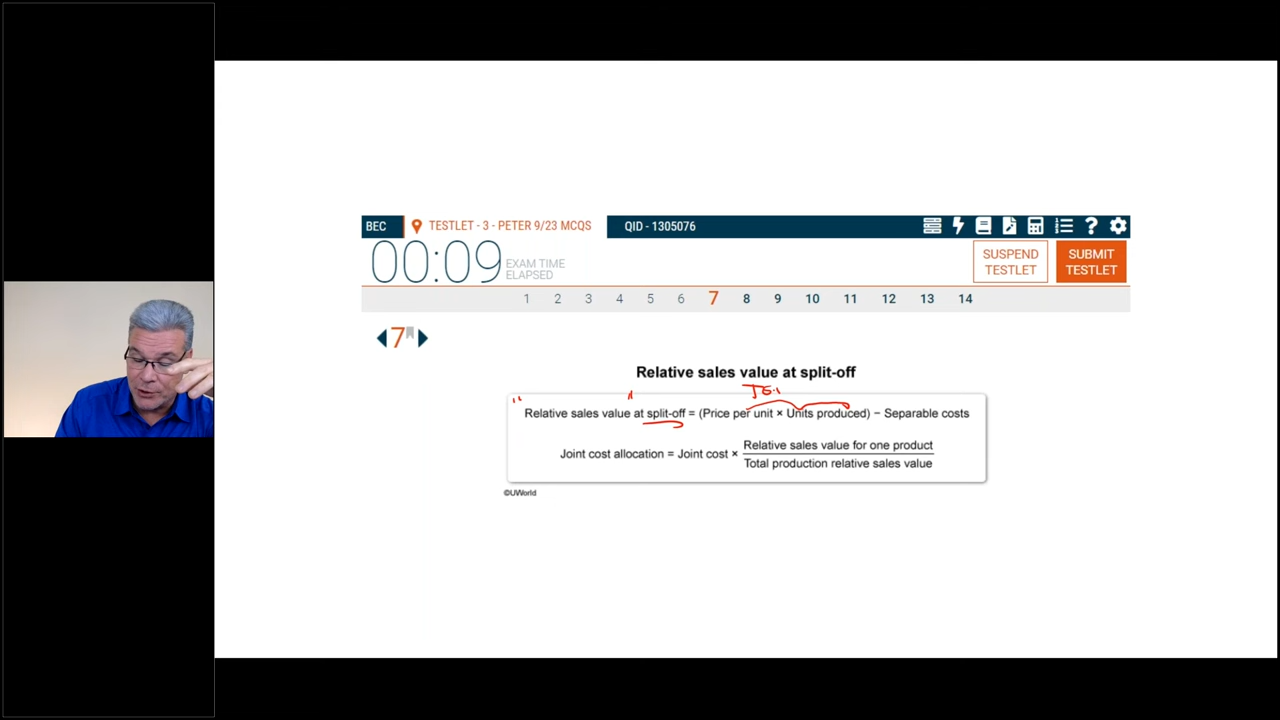 BEC TESTLET - 3 - PETER 9/23 MCQS QID - 1305076
00:09 EXAM TIME ELAPSED
SUSPEND TESTLET
SUBMIT TESTLET
1 2 3 4 5 6 7 8 9 10 11 12 13 14
7
Relative sales value at split-off
Relative sales value at split-off = (Price per unit × Units produced) − Separable costs
Joint cost allocation = Joint cost × Relative sales value for one product
Total production relative sales value
©UWorld